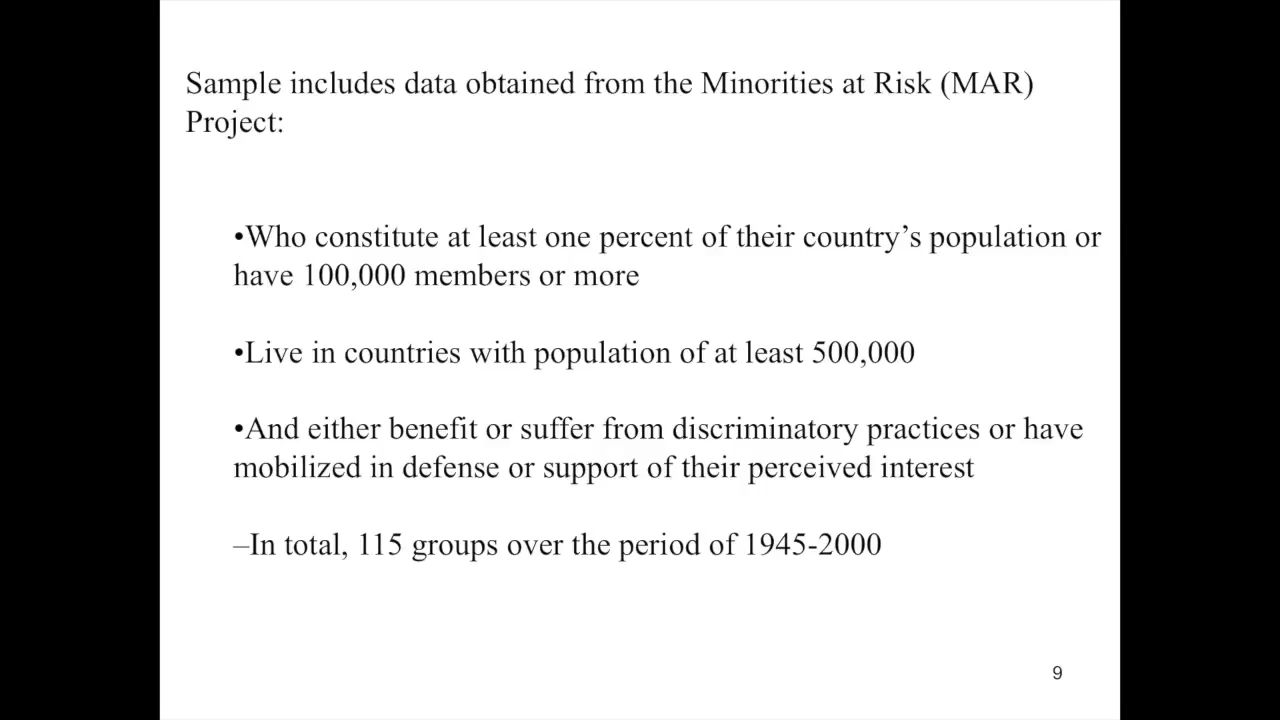 Sample includes data obtained from the Minorities at Risk (MAR)
Project:
•Who constitute at least one percent of their country’s population or
have 100,000 members or more
•Live in countries with population of at least 500,000
•And either benefit or suffer from discriminatory practices or have
mobilized in defense or support of their perceived interest
–In total, 115 groups over the period of 1945-2000
9